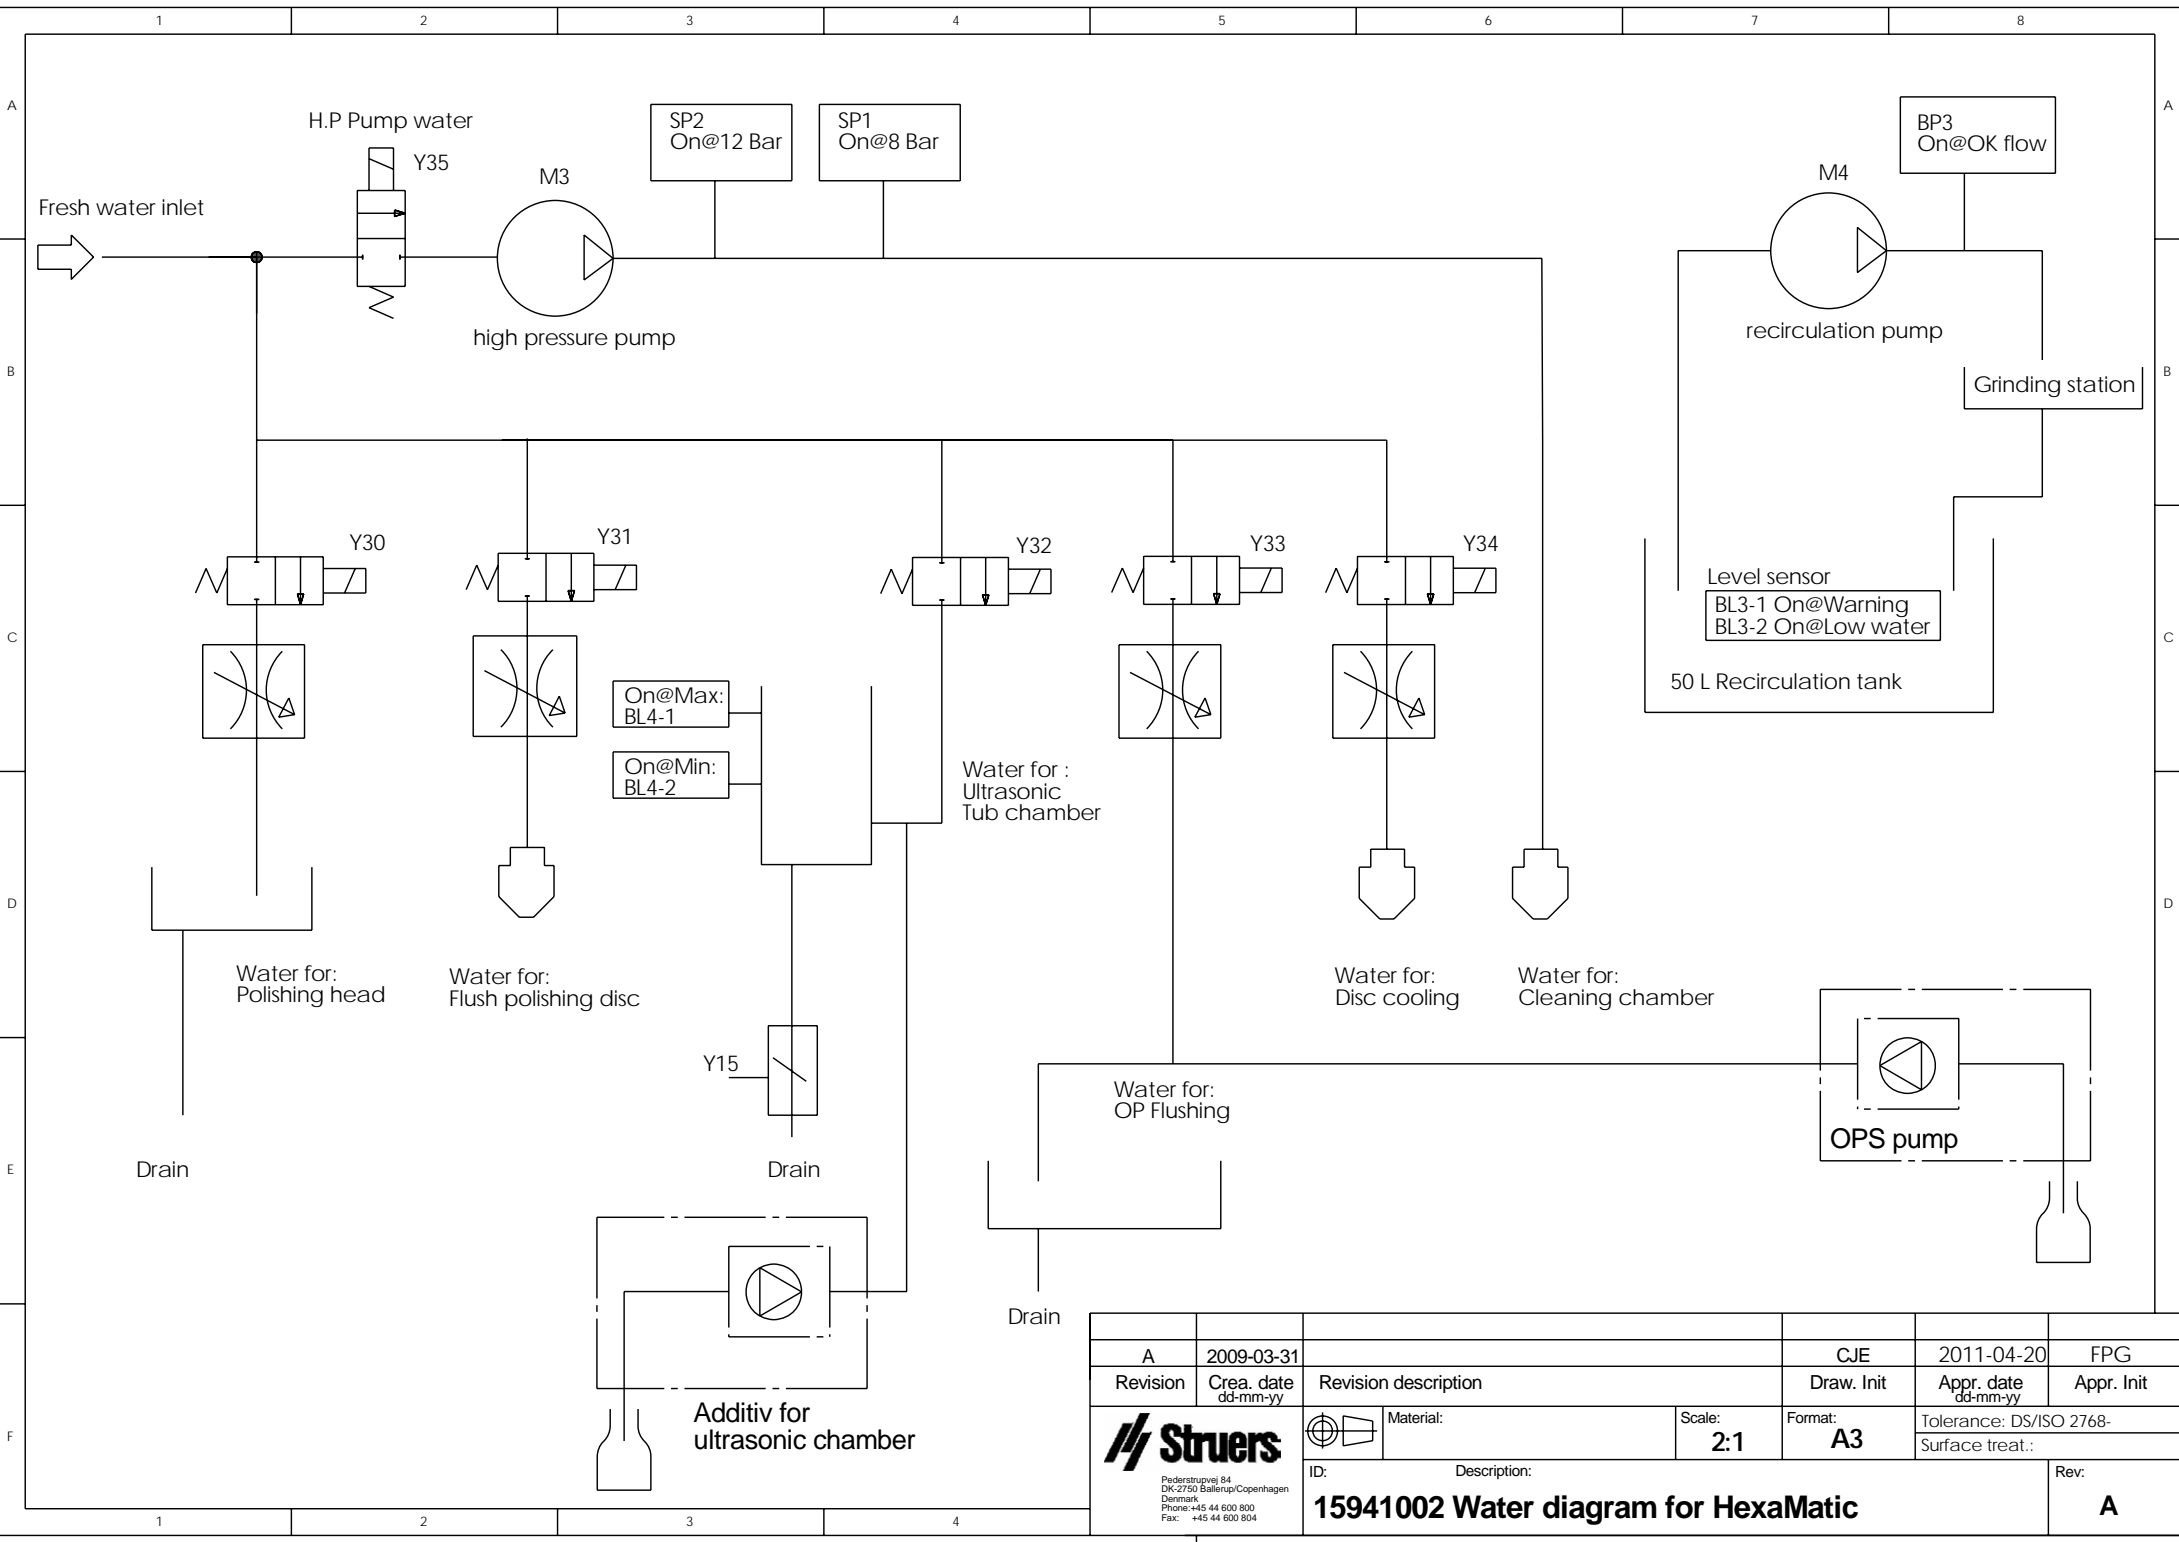 1 2 3 4 5 6 7 8
A A
H.P Pump water
Y35
M3
SP2
On@12 Bar
SP1
On@8 Bar
M4
BP3
On@OK flow
Fresh water inlet
high pressure pump
recirculation pump
B B
Grinding station
Y30
Y31
Y32
Y33
Y34
Level sensor
BL3-1 On@Warning
BL3-2 On@Low water
50 L Recirculation tank
C C
On@Max:
BL4-1
On@Min:
BL4-2
Water for :
Ultrasonic
Tub chamber
D D
Water for:
Polishing head
Water for:
Flush polishing disc
Water for:
Disc cooling
Water for:
Cleaning chamber
Y15
Water for:
OP Flushing
OPS pump
E
Drain
Drain
Drain
Additiv for
ultrasonic chamber
F
A 2009-03-31 CJE 2011-04-20 FPG
Revision Crea. date Revision description Draw. Init Appr. date Appr. Init
dd-mm-yy dd-mm-yy
Struers
Pederstrupvej 84
DK-2750 Ballerup/Copenhagen
Denmark
Phone:+45 44 600 800
Fax: +45 44 600 804
Material:
Scale:
2:1
Format:
A3
Tolerance: DS/ISO 2768-
Surface treat.:
ID: Description:
15941002 Water diagram for HexaMatic
Rev:
A
1 2 3 4